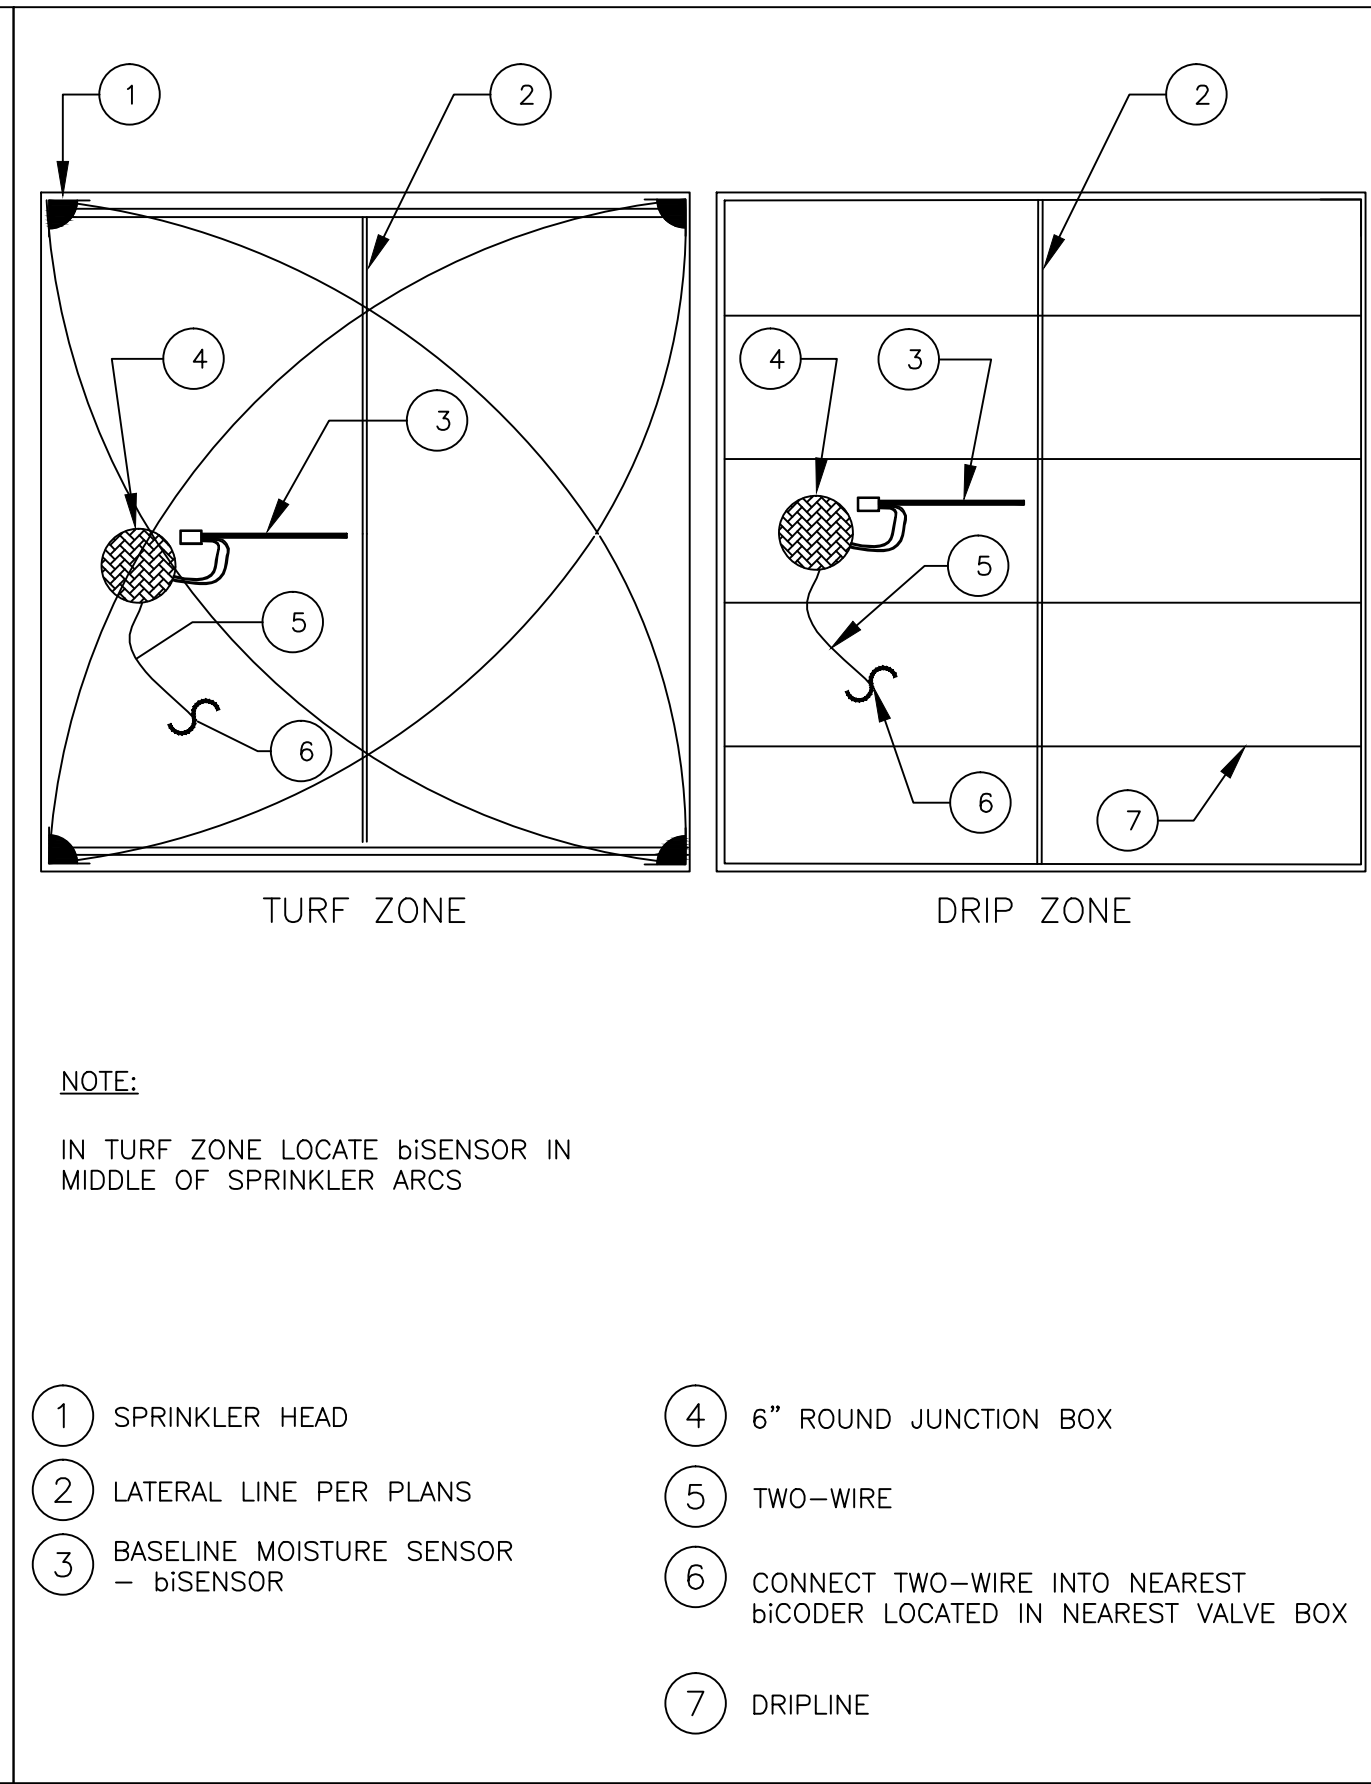 1
2
2
4
3
4
3
5
5
6
6
7
TURF ZONE
DRIP ZONE
NOTE:
IN TURF ZONE LOCATE biSENSOR IN
MIDDLE OF SPRINKLER ARCS
1 SPRINKLER HEAD
2 LATERAL LINE PER PLANS
3 BASELINE MOISTURE SENSOR
– biSENSOR
4 6” ROUND JUNCTION BOX
5 TWO–WIRE
6 CONNECT TWO–WIRE INTO NEAREST
biCODER LOCATED IN NEAREST VALVE BOX
7 DRIPLINE